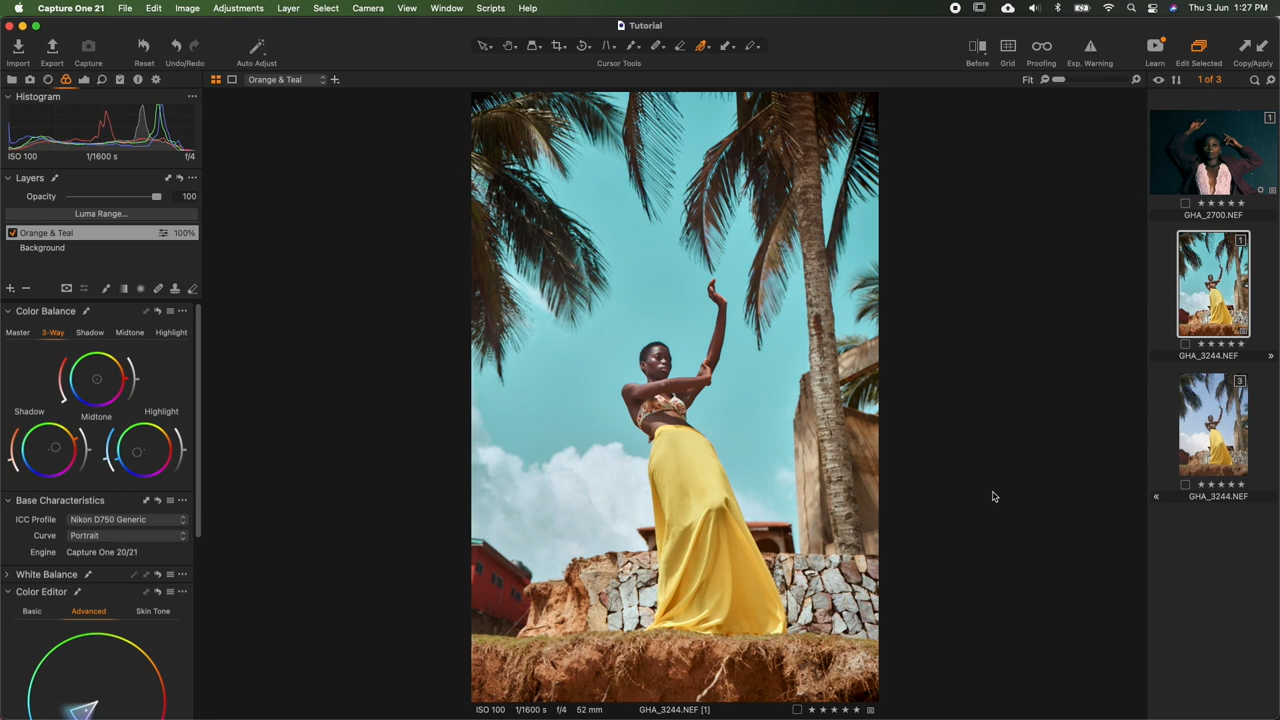 Capture One 21 File Edit Image Adjustments Layer Select Camera View Window Scripts Help Thu 3 Jun 1:27 PM
Tutorial
Import Export Capture Reset Undo/Redo Auto Adjust Cursor Tools Before Grid Proofing Exp. Warning Learn Edit Selected Copy/Apply
Orange & Teal Fit 1 of 3
Histogram
ISO 100 1/1600 s f/4
Layers
Opacity 100
Luma Range...
Orange & Teal 100%
Background
Color Balance
Master 3-Way Shadow Midtone Highlight
Shadow Midtone Highlight
Base Characteristics
ICC Profile Nikon D750 Generic
Curve Portrait
Engine Capture One 20/21
White Balance
Color Editor
Basic Advanced Skin Tone
ISO 100 1/1600 s f/4 52 mm GHA_3244.NEF [1]
1
GHA_2700.NEF
1
GHA_3244.NEF
3
GHA_3244.NEF